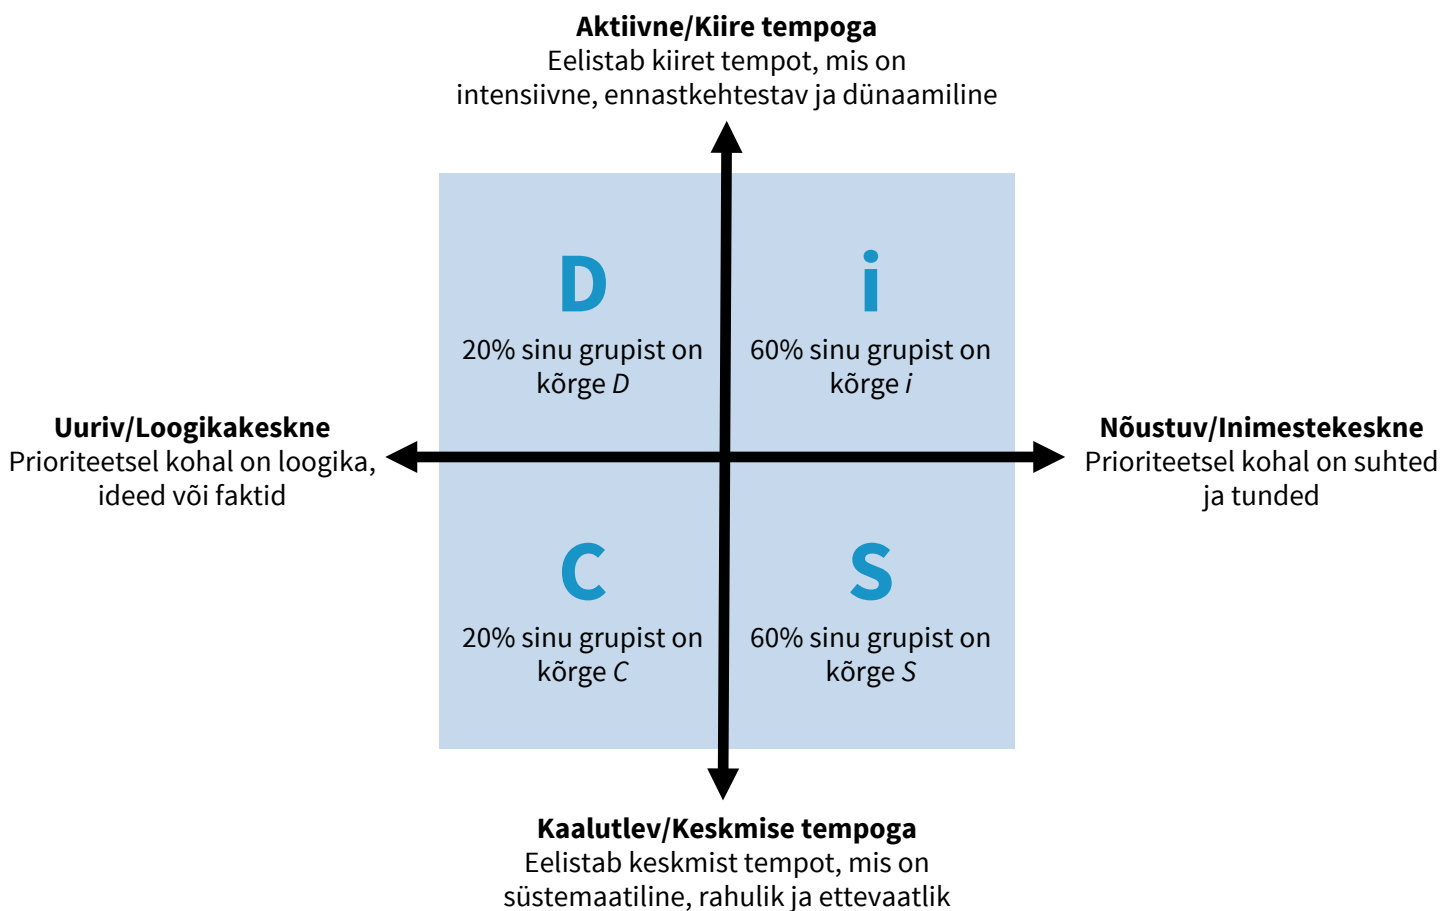 Aktiivne/Kiire tempoga
Eelistab kiiret tempot, mis on
intensiivne, ennastkehtestav ja dünaamiline
D
20% sinu grupist on
kõrge D
i
60% sinu grupist on
kõrge i
Uuriv/Loogikakeskne
Prioriteetsel kohal on loogika,
ideed või faktid
Nõustuv/Inimestekeskne
Prioriteetsel kohal on suhted
ja tunded
C
20% sinu grupist on
kõrge C
S
60% sinu grupist on
kõrge S
Kaalutlev/Keskmise tempoga
Eelistab keskmist tempot, mis on
süstemaatiline, rahulik ja ettevaatlik